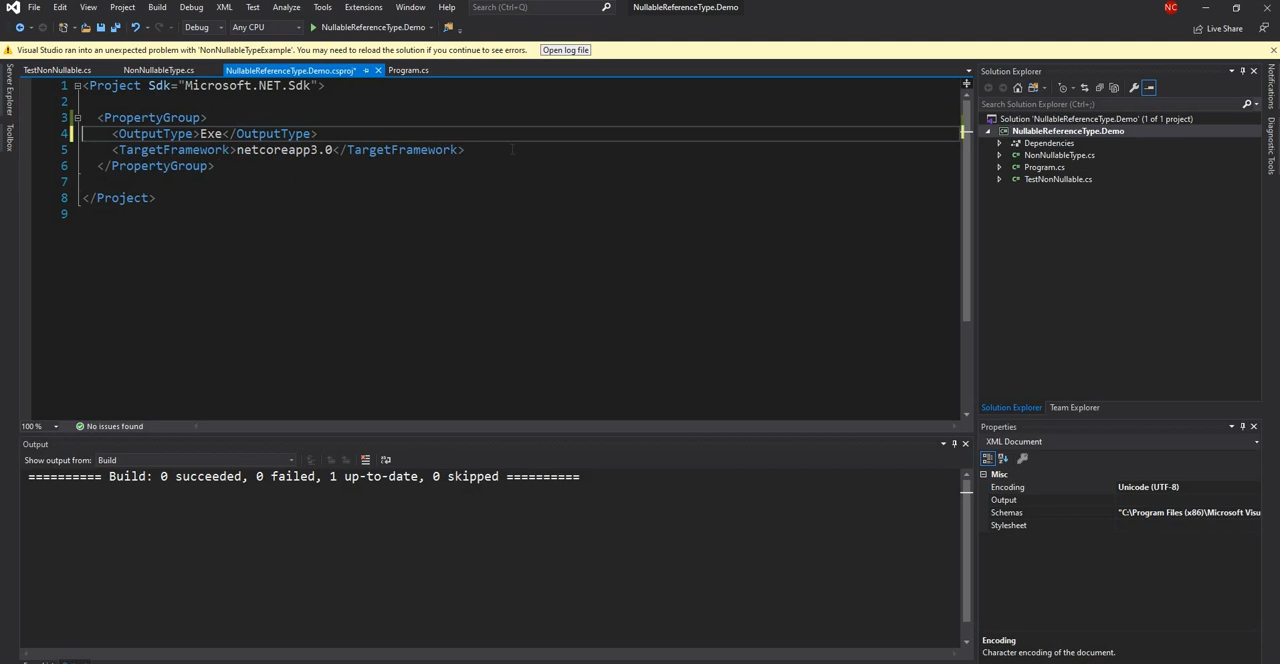 File Edit View Project Build Debug XML Test Analyze Tools Extensions Window Help Search (Ctrl+Q) NullableReferenceType.Demo NC
Debug Any CPU NullableReferenceType.Demo Live Share
Visual Studio ran into an unexpected problem with 'NonNullableTypeExample'. You may need to reload the solution if you continue to see errors. Open log file
Server Explorer
Toolbox
TestNonNullable.cs NonNullableType.cs NullableReferenceType.Demo.csproj* Program.cs
1 <Project Sdk="Microsoft.NET.Sdk">
2
3 <PropertyGroup>
4 <OutputType>Exe</OutputType>
5 <TargetFramework>netcoreapp3.0</TargetFramework>
6 </PropertyGroup>
7
8 </Project>
9
100 % No issues found
Output
Show output from: Build
========== Build: 0 succeeded, 0 failed, 1 up-to-date, 0 skipped ==========
Solution Explorer
Search Solution Explorer (Ctrl+;)
Solution 'NullableReferenceType.Demo' (1 of 1 project)
NullableReferenceType.Demo
Dependencies
NonNullableType.cs
Program.cs
TestNonNullable.cs
Solution Explorer Team Explorer
Properties
XML Document
Misc
Encoding Unicode (UTF-8)
Output
Schemas "C:\Program Files (x86)\Microsoft Visu
Stylesheet
Encoding
Character encoding of the document.
Notifications
Diagnostic Tools